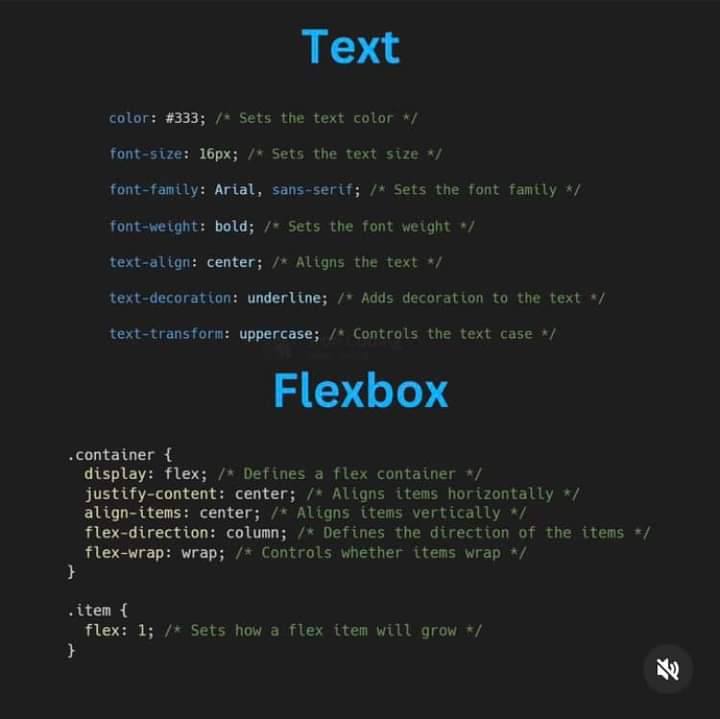 Text
color: #333; /* Sets the text color */
font-size: 16px; /* Sets the text size */
font-family: Arial, sans-serif; /* Sets the font family */
font-weight: bold; /* Sets the font weight */
text-align: center; /* Aligns the text */
text-decoration: underline; /* Adds decoration to the text */
text-transform: uppercase; /* Controls the text case */
Flexbox
.container {
display: flex; /* Defines a flex container */
justify-content: center; /* Aligns items horizontally */
align-items: center; /* Aligns items vertically */
flex-direction: column; /* Defines the direction of the items */
flex-wrap: wrap; /* Controls whether items wrap */
}
.item {
flex: 1; /* Sets how a flex item will grow */
}